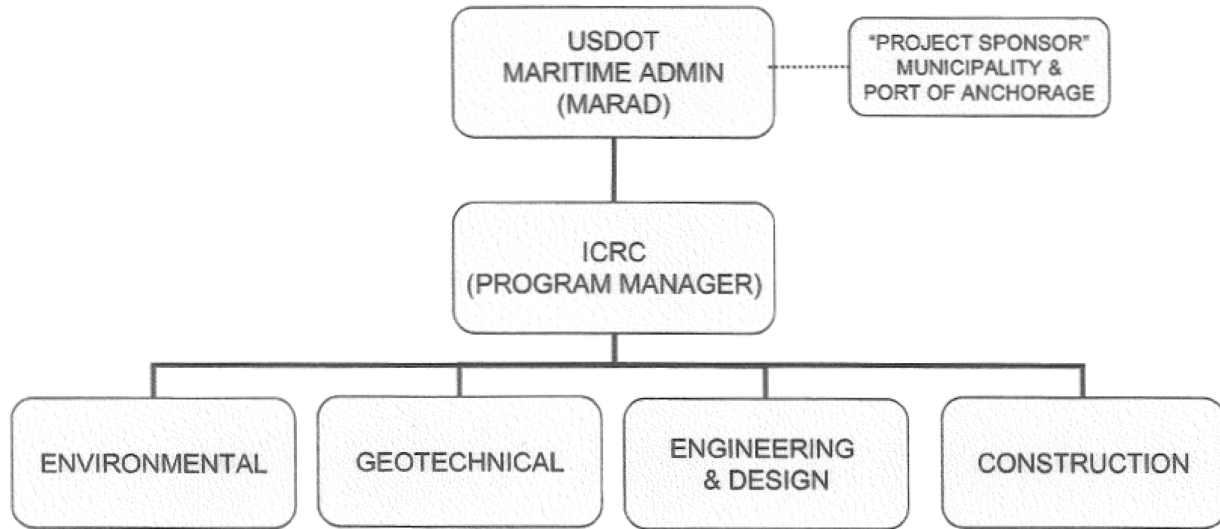 USDOT
MARITIME ADMIN
(MARAD)
"PROJECT SPONSOR"
MUNICIPALITY &
PORT OF ANCHORAGE
ICRC
(PROGRAM MANAGER)
ENVIRONMENTAL
GEOTECHNICAL
ENGINEERING
& DESIGN
CONSTRUCTION